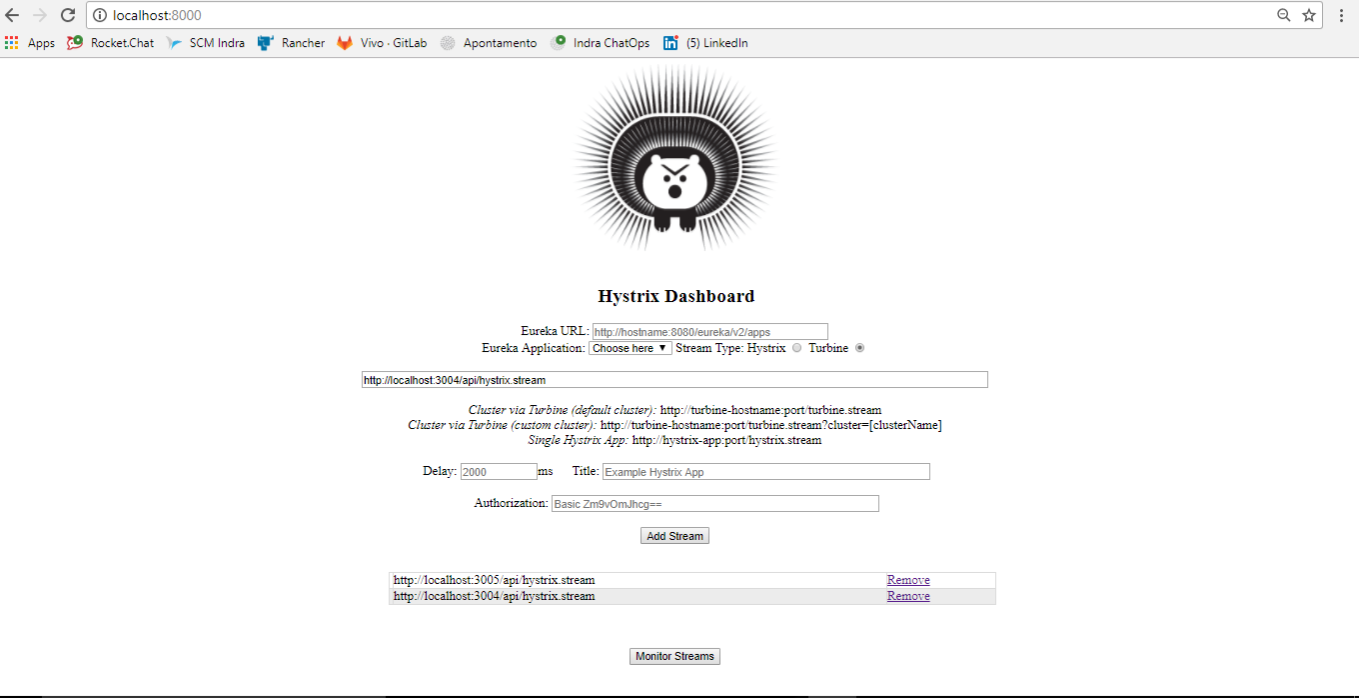 localhost:8000
Apps Rocket.Chat SCM Indra Rancher Vivo · GitLab Apontamento Indra ChatOps (5) LinkedIn
Hystrix Dashboard
Eureka URL: http://hostname:8080/eureka/v2/apps
Eureka Application: Choose here Stream Type: Hystrix Turbine
http://localhost:3004/api/hystrix.stream
Cluster via Turbine (default cluster): http://turbine-hostname:port/turbine.stream
Cluster via Turbine (custom cluster): http://turbine-hostname:port/turbine.stream?cluster=[clusterName]
Single Hystrix App: http://hystrix-app:port/hystrix.stream
Delay: 2000 ms Title: Example Hystrix App
Authorization: Basic Zm9vOmJhcg==
Add Stream
http://localhost:3005/api/hystrix.stream Remove
http://localhost:3004/api/hystrix.stream Remove
Monitor Streams